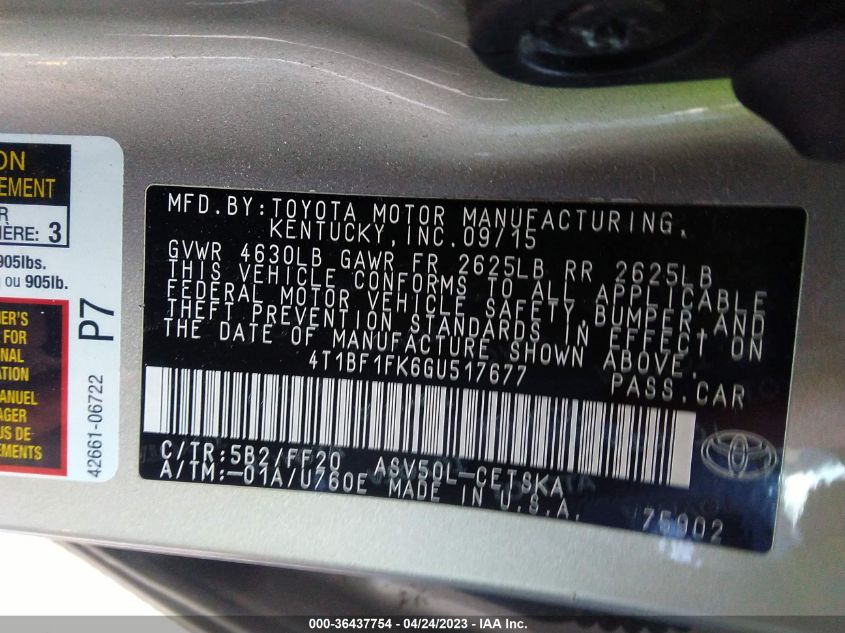 ON
EMENT
R
IÈRE: 3
905lbs.
ou 905lb.
ER'S
FOR
ONAL
ATION
MANUEL
AGER
US DE
EMENTS
P7
42661-06722
MFD.BY:TOYOTA MOTOR MANUFACTURING,
KENTUCKY,INC.09/15
GVWR 4630LB GAWR FR 2625LB RR 2625LB
THIS VEHICLE CONFORMS TO ALL APPLICABLE
FEDERAL MOTOR VEHICLE SAFETY,BUMPER,AND
THEFT PREVENTION STANDARDS IN EFFECT ON
THE DATE OF MANUFACTURE SHOWN ABOVE.
4T1BF1FK6GU517677
PASS.CAR
C/TR:5B2/FF20 ASV50L-CETSKA
A/TM:-01A/U760E MADE IN U.S.A.
75902
000-36437754 - 04/24/2023 - IAA Inc.